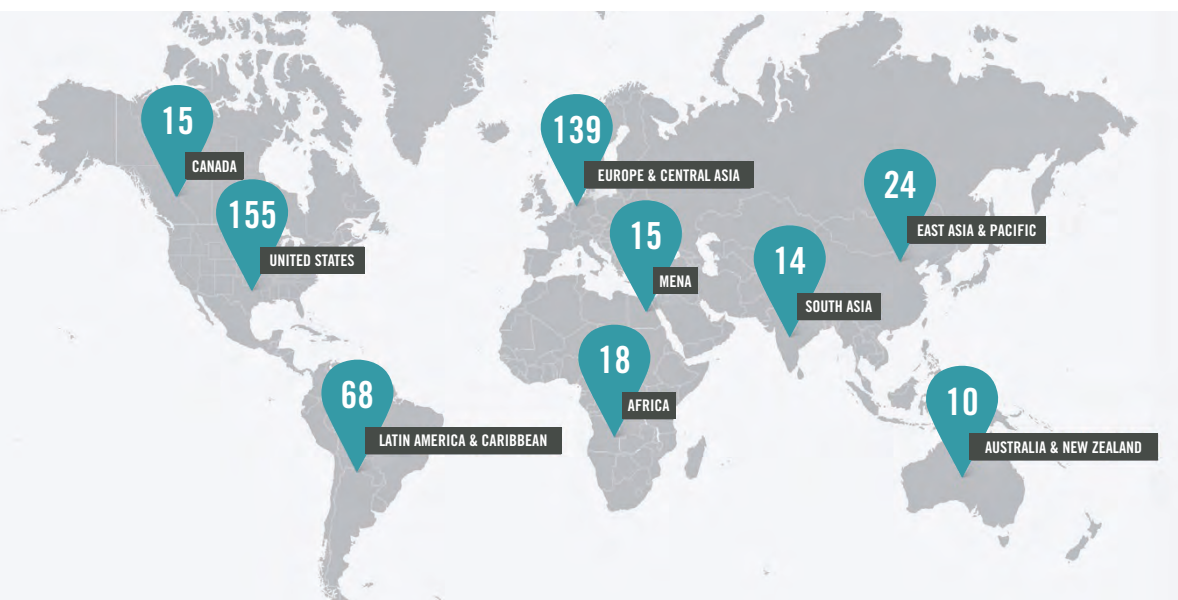 15
CANADA
155
UNITED STATES
68
LATIN AMERICA & CARIBBEAN
139
EUROPE & CENTRAL ASIA
15
MENA
18
AFRICA
14
SOUTH ASIA
24
EAST ASIA & PACIFIC
10
AUSTRALIA & NEW ZEALAND